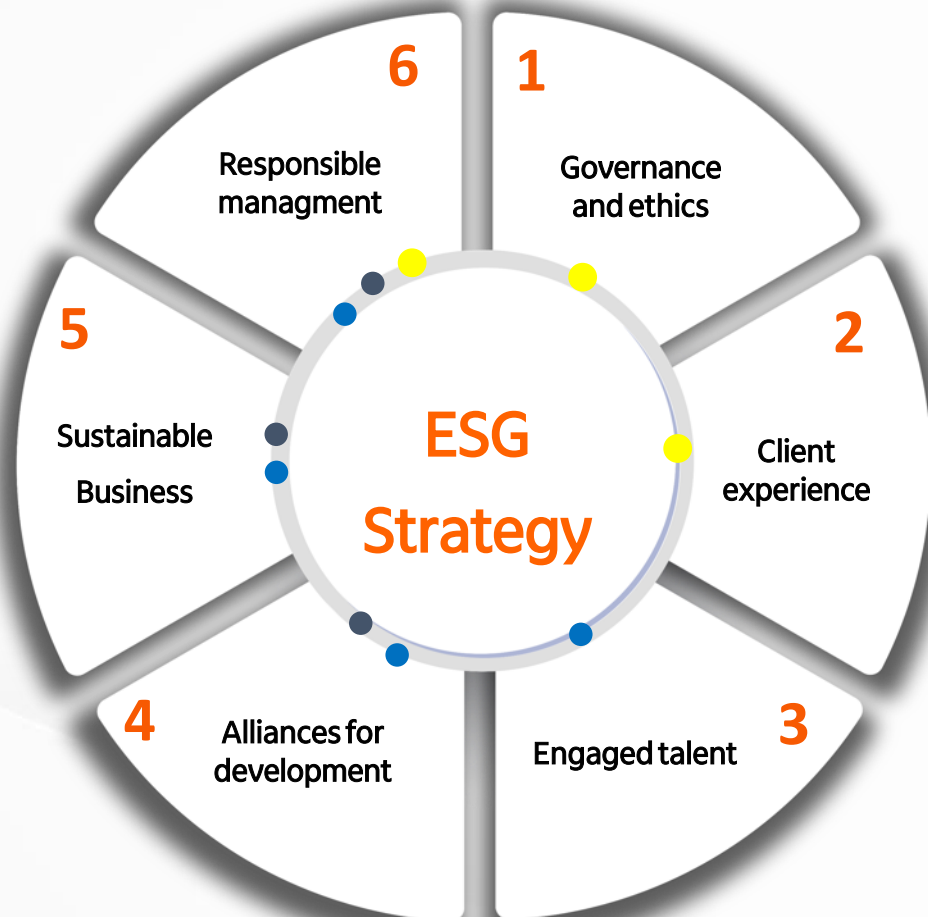 ESG
Strategy
1
Governance
and ethics
2
Client
experience
3
Engaged talent
4
Alliances for
development
5
Sustainable
Business
6
Responsible
managment